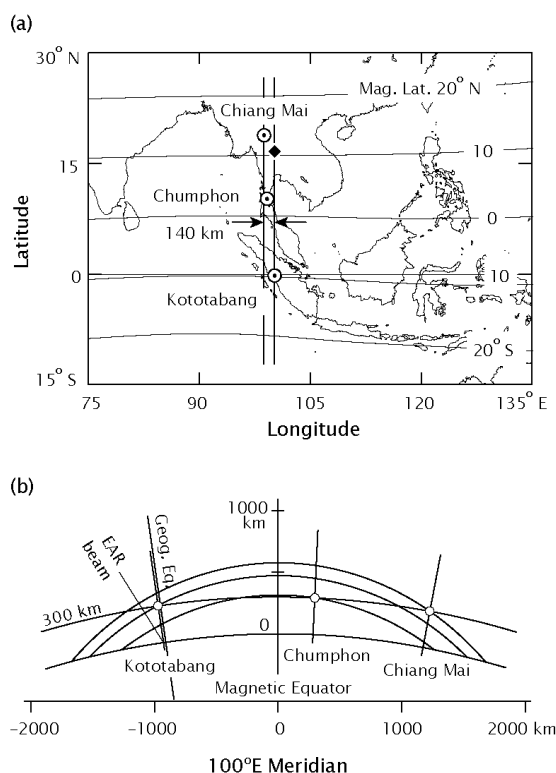 (a)
30° N
Mag. Lat. 20° N
Chiang Mai
15
10
Chumphon
0
140 km
0
10
Kototabang
20° S
15° S
75
90
105
120
135° E
Latitude
Longitude
(b)
1000
km
Geog. Eq.
EAR
beam
300 km
0
Kototabang
Chumphon
Chiang Mai
Magnetic Equator
−2000
−1000
0
1000
2000 km
100°E Meridian